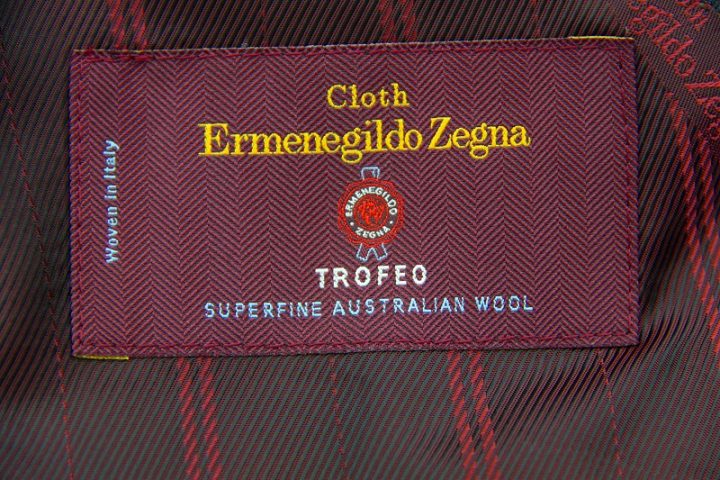 Cloth
Ermenegildo Zegna
Woven in Italy
ERMENEGILDO
ZEGNA
TROFEO
SUPERFINE AUSTRALIAN WOOL